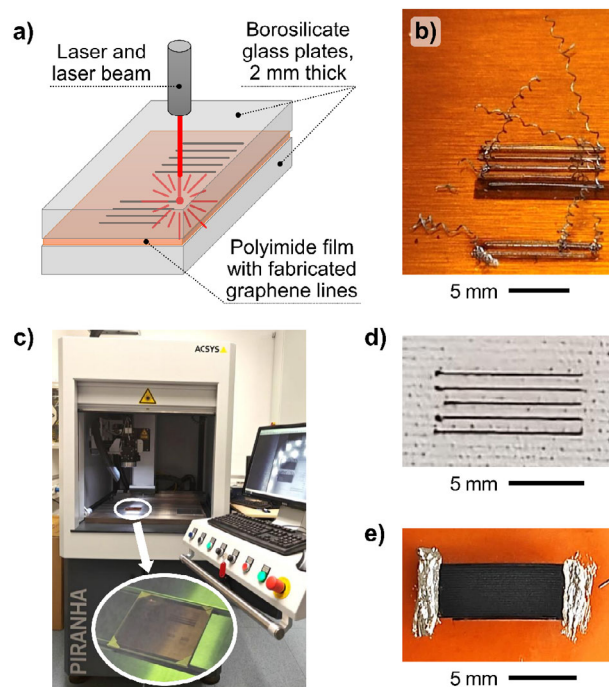 a)
Laser and
laser beam
Borosilicate
glass plates,
2 mm thick
Polyimide film
with fabricated
graphene lines
b)
5 mm
c)
ACSYS
PIRANHA
d)
5 mm
e)
5 mm